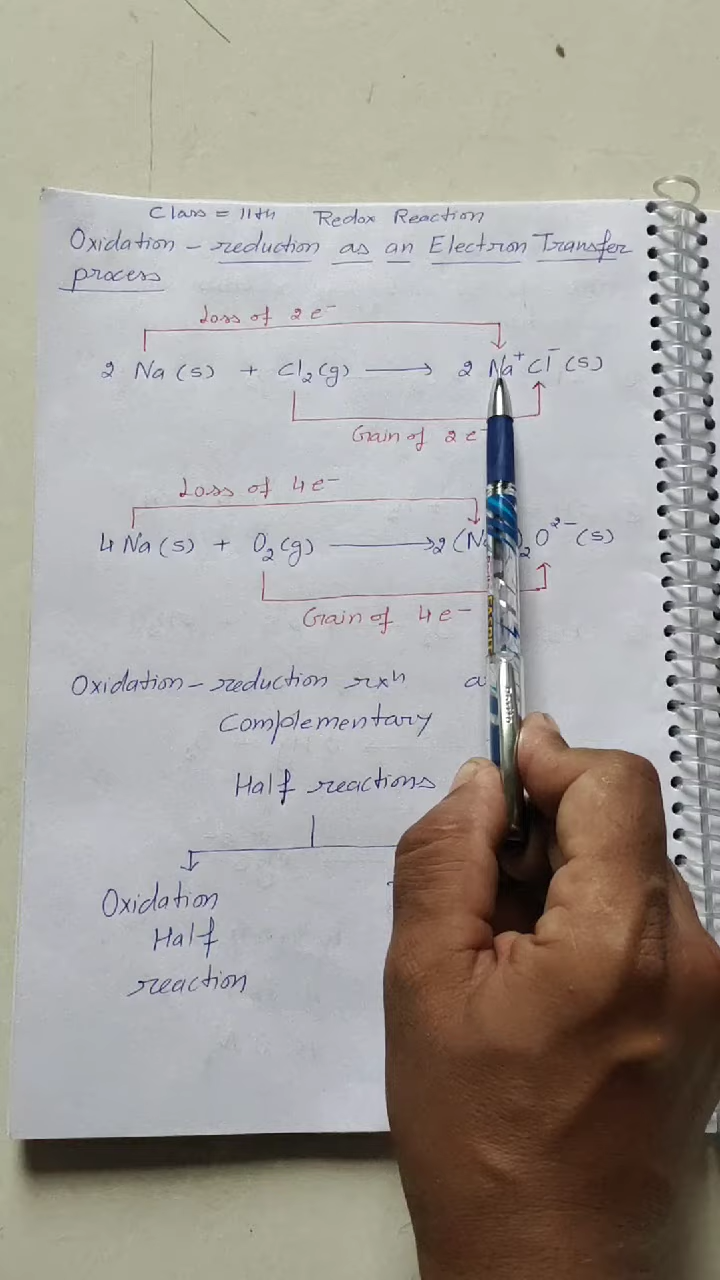 Class = 11th Redox Reaction
Oxidation - reduction as an Electron Transfer
process
Loss of 2e⁻
2 Na (s) + Cl₂(g) → 2 Na⁺Cl⁻(s)
Gain of 2e⁻
Loss of 4e⁻
4 Na(s) + O₂(g) → 2 (Na )₂O²⁻(s)
Gain of 4e⁻
Oxidation - reduction rxn
Complementary
Half reactions
Oxidation
Half
reaction